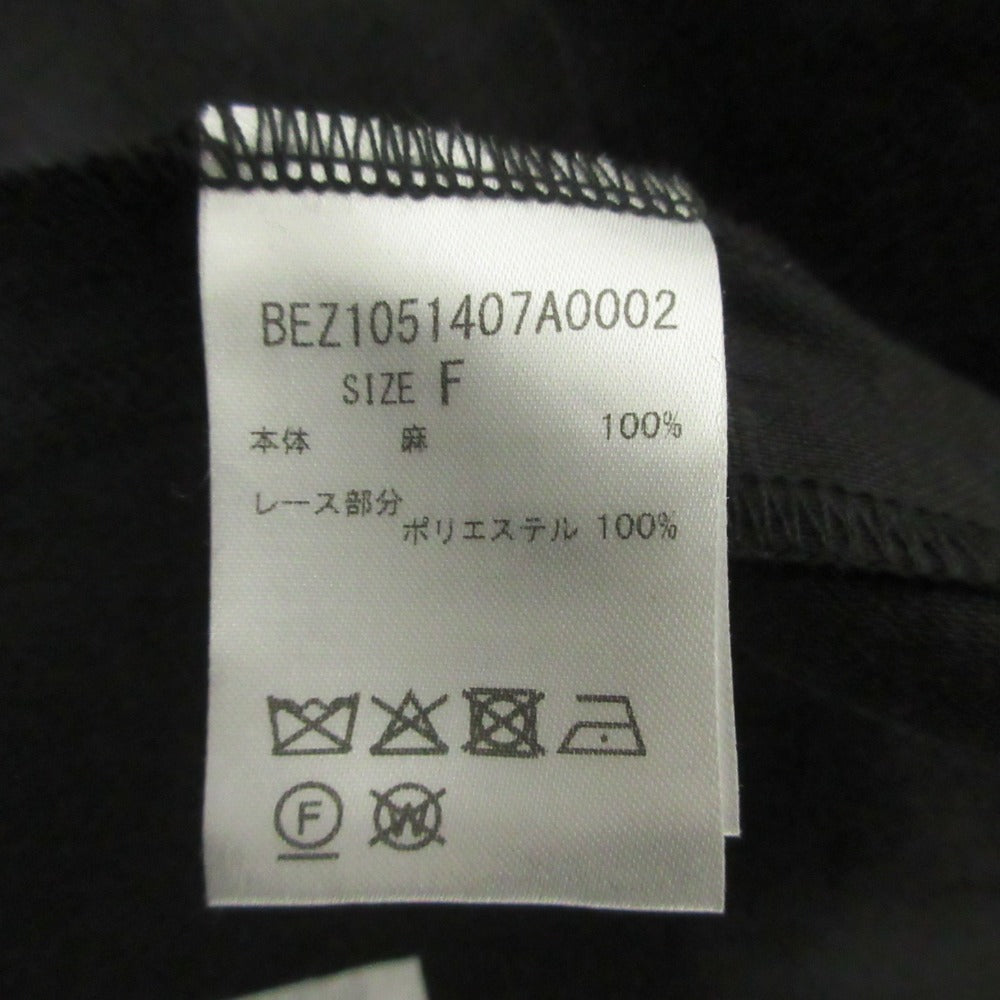 BEZ1051407A0002
SIZE F
本体 麻 100%
レース部分
ポリエステル 100%
F
W